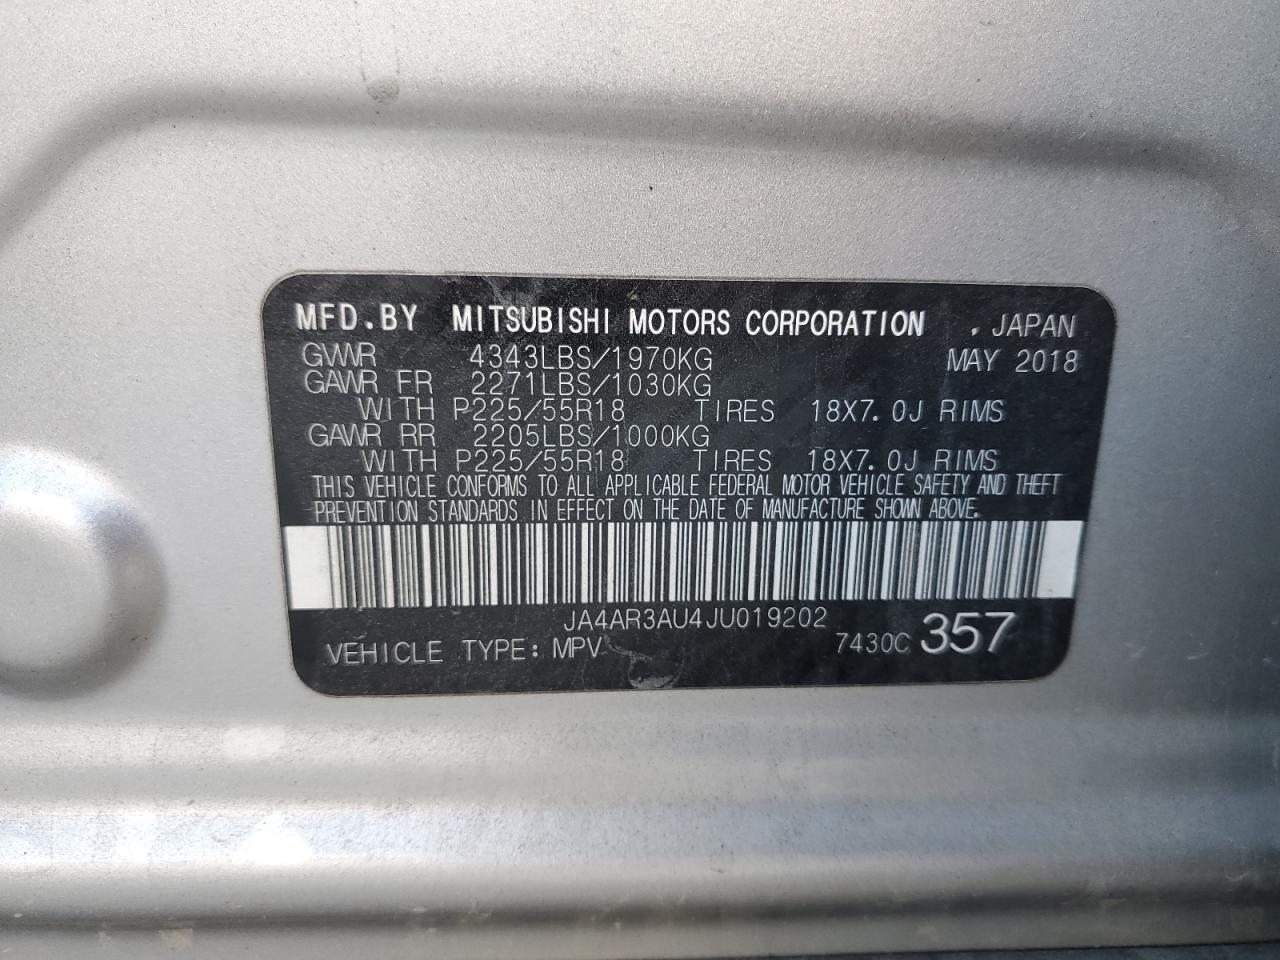 MFD.BY MITSUBISHI MOTORS CORPORATION , JAPAN
GVWR 4343LBS/1970KG MAY 2018
GAWR FR 2271LBS/1030KG
WITH P225/55R18 TIRES 18X7.0J RIMS
GAWR RR 2205LBS/1000KG
WITH P225/55R18 TIRES 18X7.0J RIMS
THIS VEHICLE CONFORMS TO ALL APPLICABLE FEDERAL MOTOR VEHICLE SAFETY AND THEFT
PREVENTION STANDARDS IN EFFECT ON THE DATE OF MANUFACTURE SHOWN ABOVE.
JA4AR3AU4JU019202
VEHICLE TYPE: MPV 7430C 357